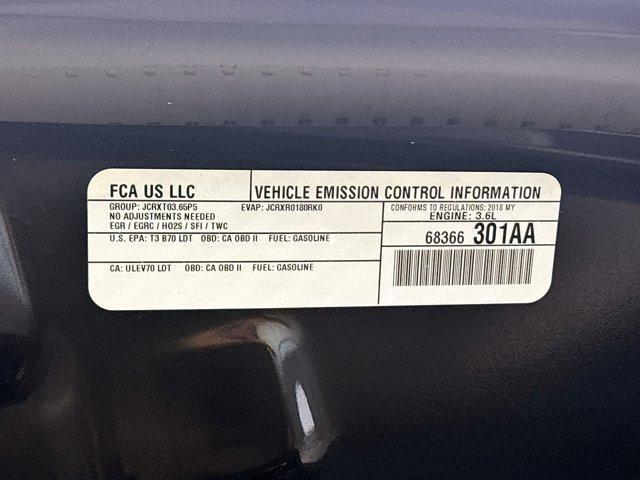 FCA US LLC
VEHICLE EMISSION CONTROL INFORMATION
GROUP: JCRXT03.65P5 EVAP: JCRXR0180RK0
NO ADJUSTMENTS NEEDED
EGR / EGRC / HO2S / SFI / TWC
CONFORMS TO REGULATIONS: 2018 MY
ENGINE: 3.6L
U.S. EPA: T3 B70 LDT OBD: CA OBD II FUEL: GASOLINE
68366 301AA
CA: ULEV70 LDT OBD: CA OBD II FUEL: GASOLINE